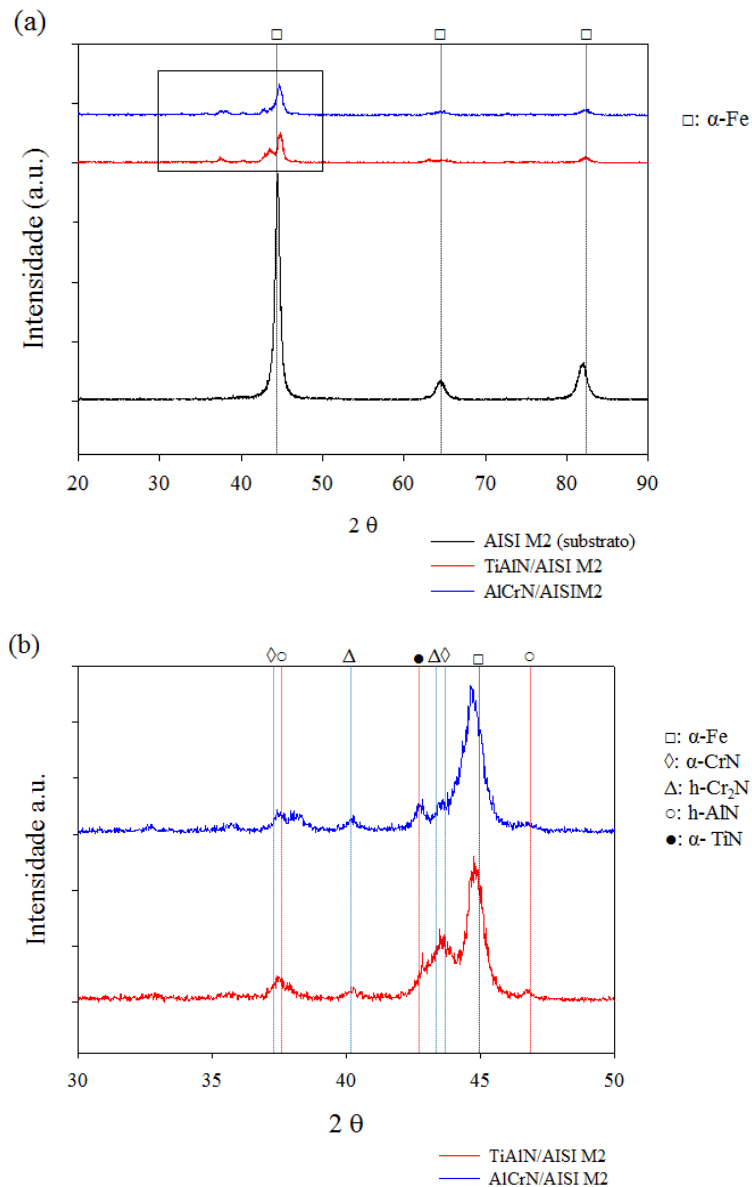 (a)
□ □ □
□: α-Fe
Intensidade (a.u.)
20 30 40 50 60 70 80 90
2 θ
AISI M2 (substrato)
TiAlN/AISI M2
AlCrN/AISIM2
(b)
◊ ○ Δ ● Δ ◊ □ ○
□: α-Fe
◊: α-CrN
Δ: h-Cr₂N
○: h-AlN
●: α- TiN
Intensidade a.u.
30 35 40 45 50
2 θ
TiAlN/AISI M2
AlCrN/AISI M2